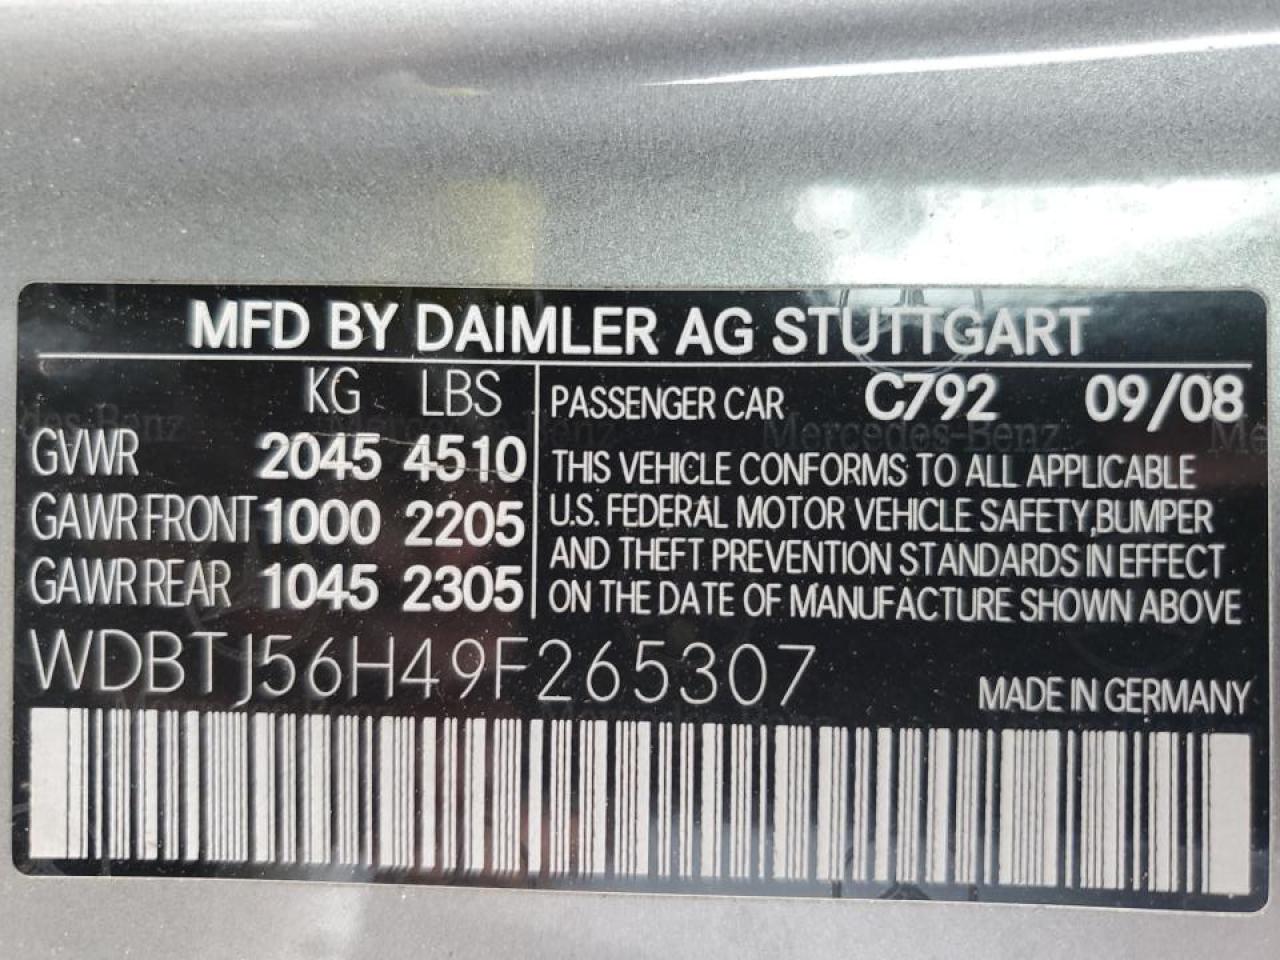 MFD BY DAIMLER AG STUTTGART
KG LBS
GVWR 2045 4510
GAWR FRONT 1000 2205
GAWR REAR 1045 2305
PASSENGER CAR C792 09/08
THIS VEHICLE CONFORMS TO ALL APPLICABLE
U.S. FEDERAL MOTOR VEHICLE SAFETY, BUMPER
AND THEFT PREVENTION STANDARDS IN EFFECT
ON THE DATE OF MANUFACTURE SHOWN ABOVE
WDBTJ56H49F265307
MADE IN GERMANY
Mercedes-Benz